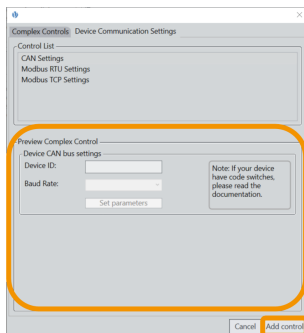 Complex Controls Device Communication Settings
Control List
CAN Settings
Modbus RTU Settings
Modbus TCP Settings
Preview Complex Control
Device CAN bus settings
Device ID:
Baud Rate:
Set parameters
Note: If your device
have code switches,
please read the
documentation.
Cancel Add control